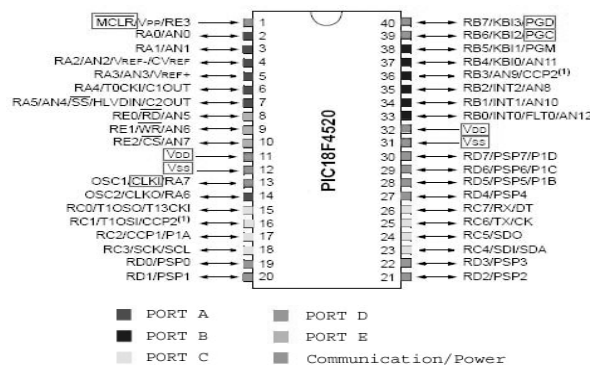 MCLR/VPP/RE3 1
RA0/AN0 2
RA1/AN1 3
RA2/AN2/VREF-/CVREF 4
RA3/AN3/VREF+ 5
RA4/T0CKI/C1OUT 6
RA5/AN4/SS/HLVDIN/C2OUT 7
RE0/RD/AN5 8
RE1/WR/AN6 9
RE2/CS/AN7 10
VDD 11
VSS 12
OSC1/CLKI/RA7 13
OSC2/CLKO/RA6 14
RC0/T1OSO/T13CKI 15
RC1/T1OSI/CCP2(1) 16
RC2/CCP1/P1A 17
RC3/SCK/SCL 18
RD0/PSP0 19
RD1/PSP1 20
PIC18F4520
40 RB7/KBI3/PGD
39 RB6/KBI2/PGC
38 RB5/KBI1/PGM
37 RB4/KBI0/AN11
36 RB3/AN9/CCP2(1)
35 RB2/INT2/AN8
34 RB1/INT1/AN10
33 RB0/INT0/FLT0/AN12
32 VDD
31 VSS
30 RD7/PSP7/P1D
29 RD6/PSP6/P1C
28 RD5/PSP5/P1B
27 RD4/PSP4
26 RC7/RX/DT
25 RC6/TX/CK
24 RC5/SDO
23 RC4/SDI/SDA
22 RD3/PSP3
21 RD2/PSP2
PORT A
PORT B
PORT C
PORT D
PORT E
Communication/Power